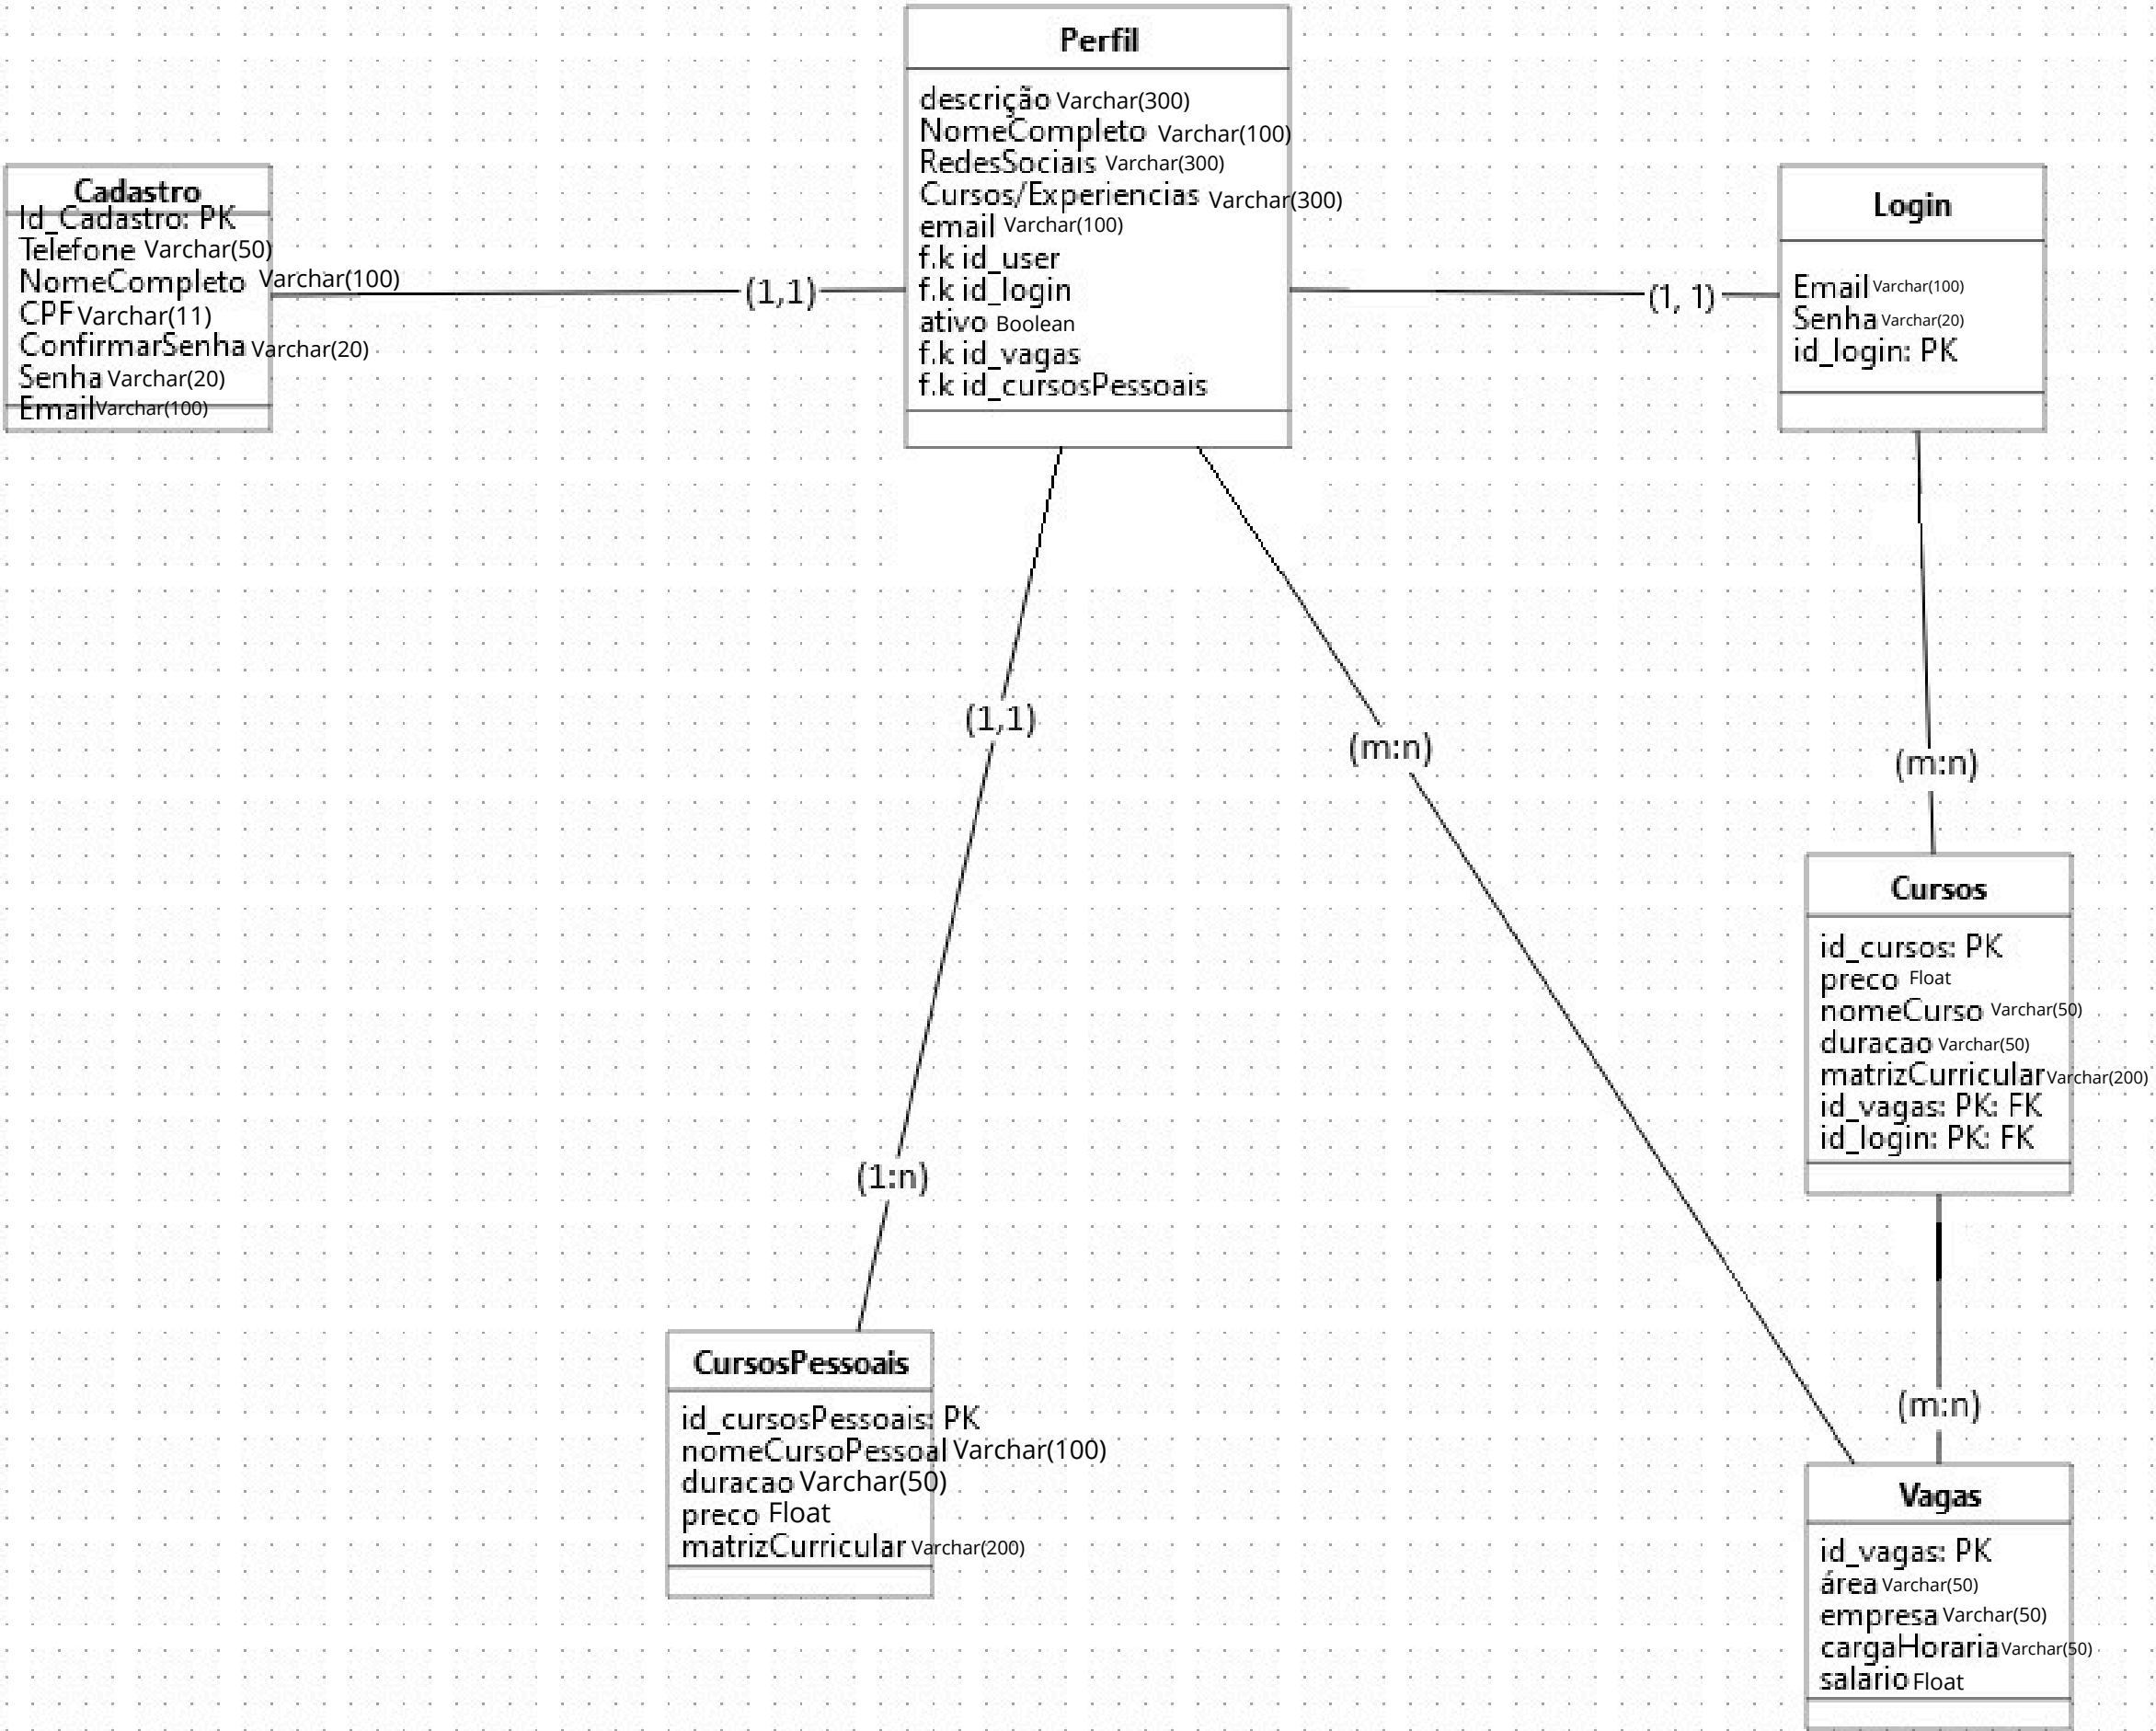 Perfil
descrição Varchar(300)
NomeCompleto Varchar(100)
RedesSociais Varchar(300)
Cursos/Experiencias Varchar(300)
email Varchar(100)
f.k id_user
f.k id_login
ativo Boolean
f.k id_vagas
f.k id_cursosPessoais
Cadastro
Id_Cadastro: PK
Telefone Varchar(50)
NomeCompleto Varchar(100)
CPF Varchar(11)
ConfirmarSenha Varchar(20)
Senha Varchar(20)
Email Varchar(100)
(1,1)
(1, 1)
Login
Email Varchar(100)
Senha Varchar(20)
id_login: PK
(1,1)
(m:n)
(m:n)
Cursos
id_cursos: PK
preco Float
nomeCurso Varchar(50)
duracao Varchar(50)
matrizCurricular Varchar(200)
id_vagas: PK: FK
id_login: PK: FK
(1:n)
CursosPessoais
id_cursosPessoais: PK
nomeCursoPessoal Varchar(100)
duracao Varchar(50)
preco Float
matrizCurricular Varchar(200)
(m:n)
Vagas
id_vagas: PK
área Varchar(50)
empresa Varchar(50)
cargaHoraria Varchar(50)
salario Float